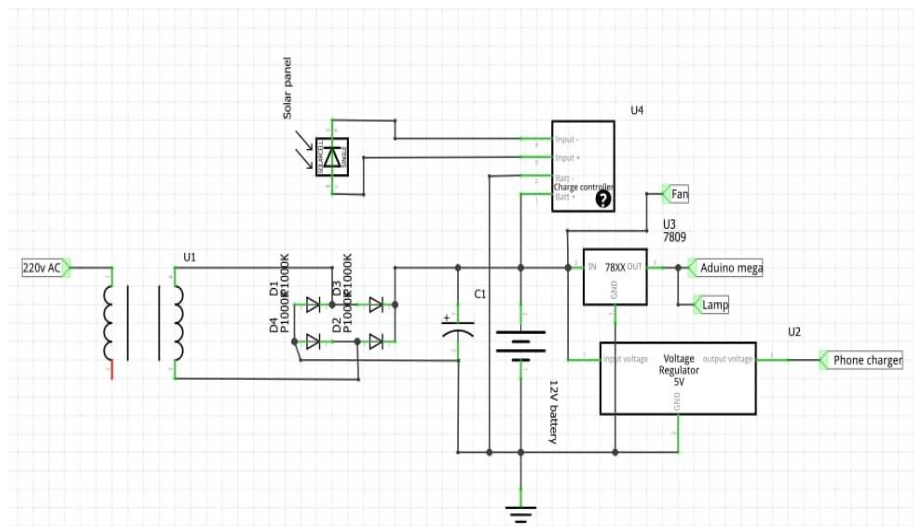 Solar panel
U4
Input -
Input +
Batt -
Charge controller
Batt +
?
Fan
U3
7809
220v AC
U1
D1
P1000K
D3
P1000K
D4
P1000K
D2
P1000K
C1
+
IN
78XX
OUT
GND
Aduino mega
Lamp
U2
input voltage
Voltage
Regulator
5V
output voltage
GND
Phone charger
12V battery